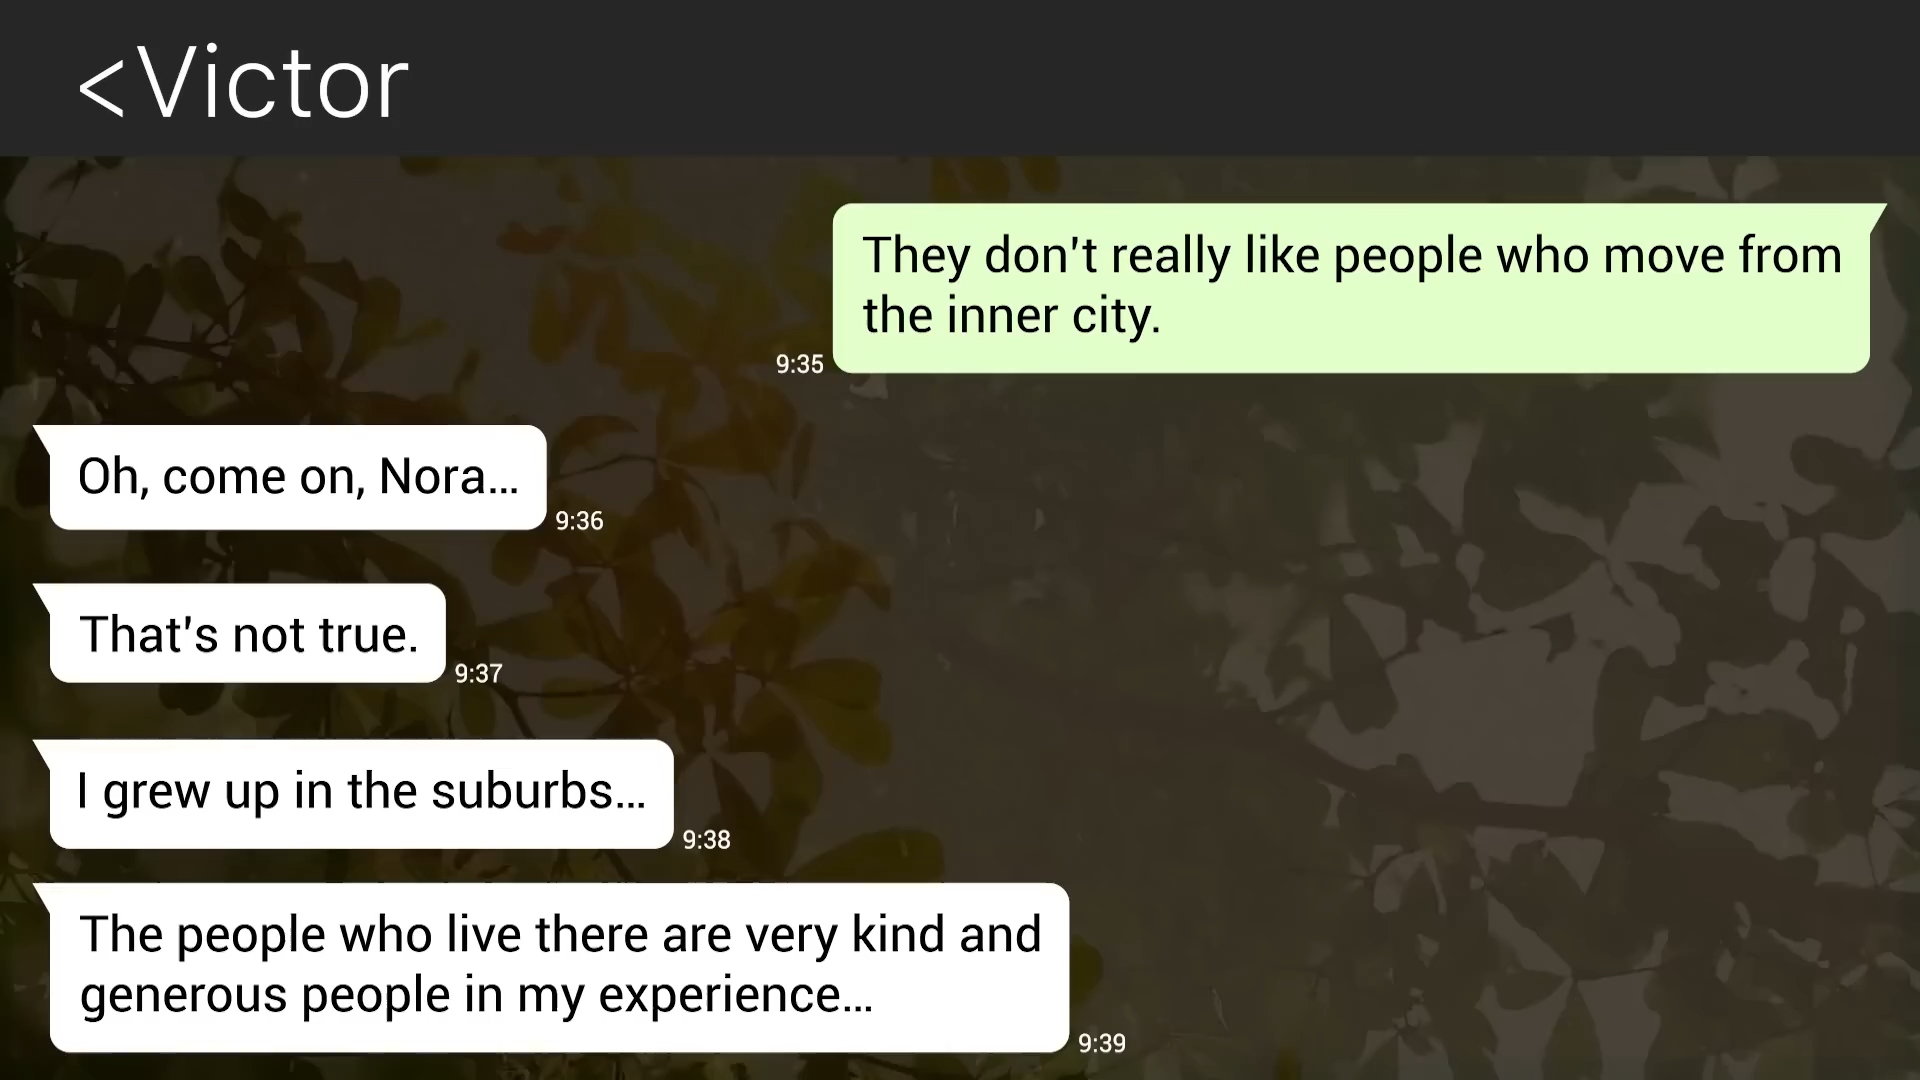 <Victor
They don't really like people who move from
the inner city.
9:35
Oh, come on, Nora...
9:36
That's not true.
9:37
I grew up in the suburbs...
9:38
The people who live there are very kind and
generous people in my experience...
9:39